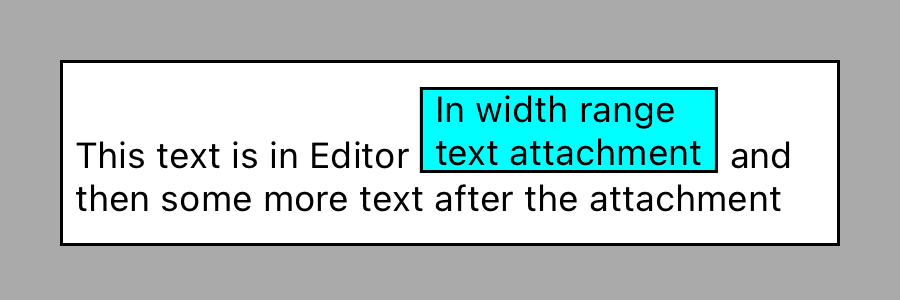 In width range
This text is in Editor text attachment and
then some more text after the attachment